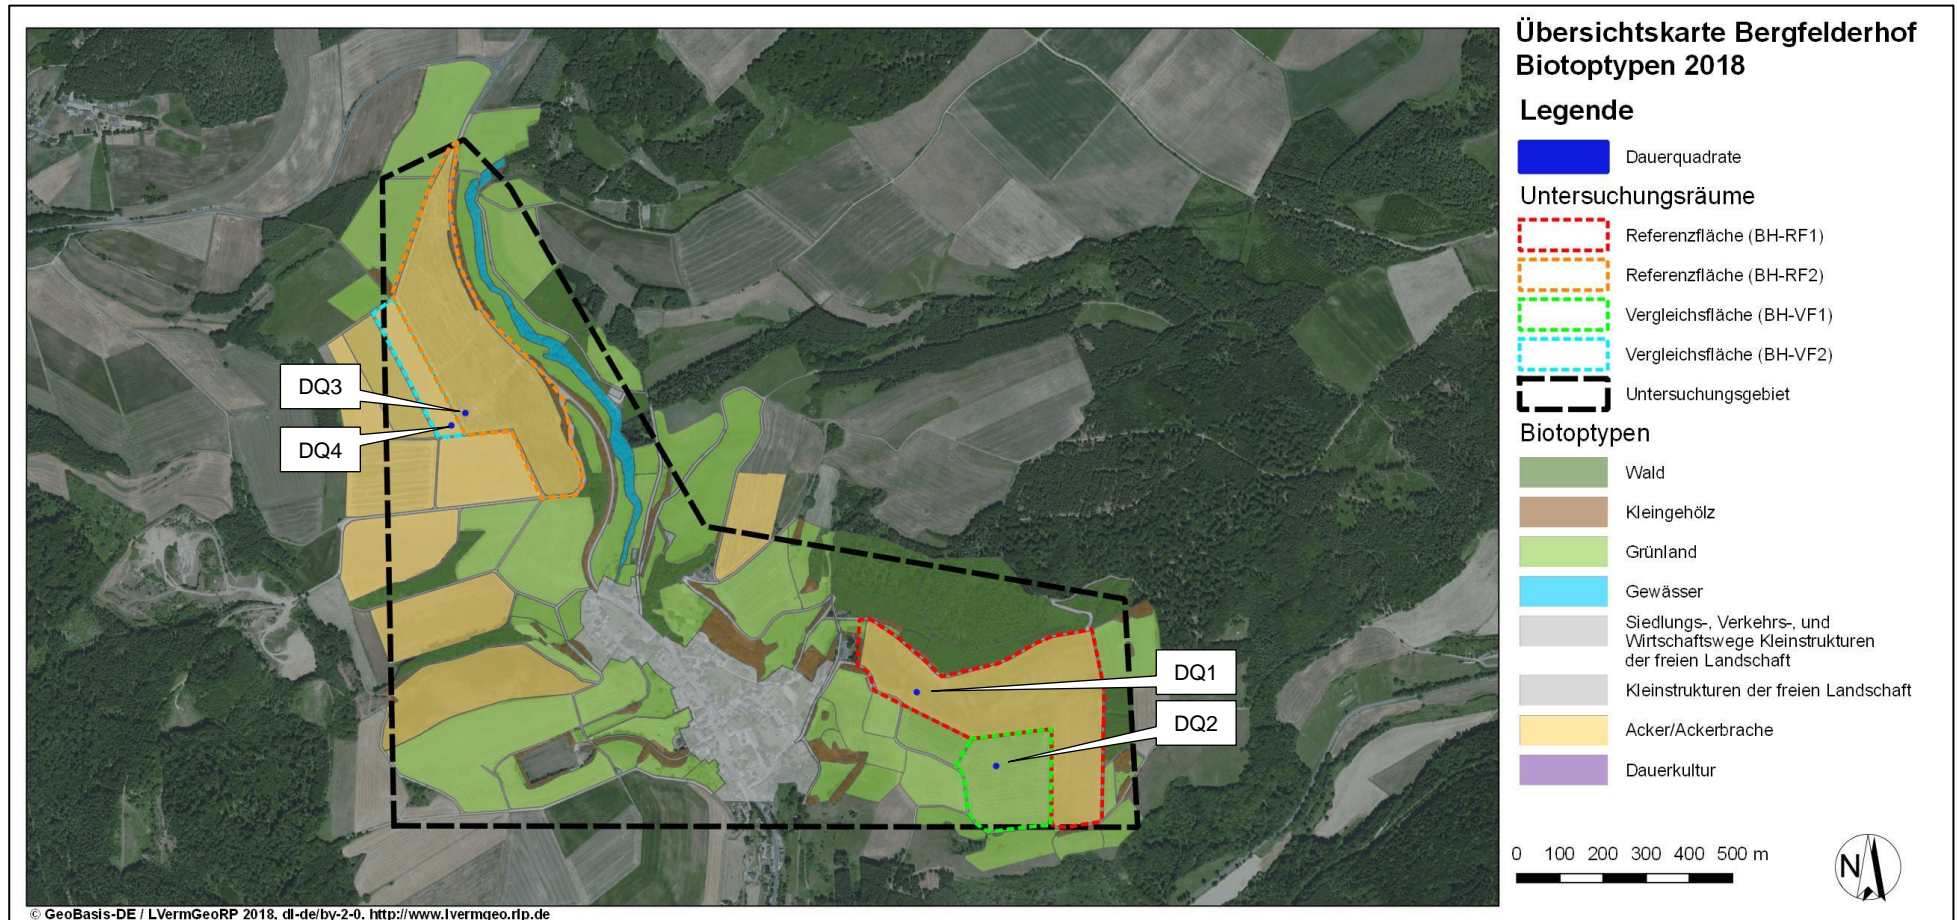 Übersichtskarte Bergfelderhof
Biotoptypen 2018
Legende
Dauerquadrate
Untersuchungsräume
Referenzfläche (BH-RF1)
Referenzfläche (BH-RF2)
Vergleichsfläche (BH-VF1)
Vergleichsfläche (BH-VF2)
Untersuchungsgebiet
Biotoptypen
Wald
Kleingehölz
Grünland
Gewässer
Siedlungs-, Verkehrs-, und
Wirtschaftswege Kleinstrukturen
der freien Landschaft
Kleinstrukturen der freien Landschaft
Acker/Ackerbrache
Dauerkultur
0 100 200 300 400 500 m
N
DQ3
DQ4
DQ1
DQ2
© GeoBasis-DE / LVermGeoRP 2018, dl-de/by-2-0, http://www.lvermgeo.rlp.de